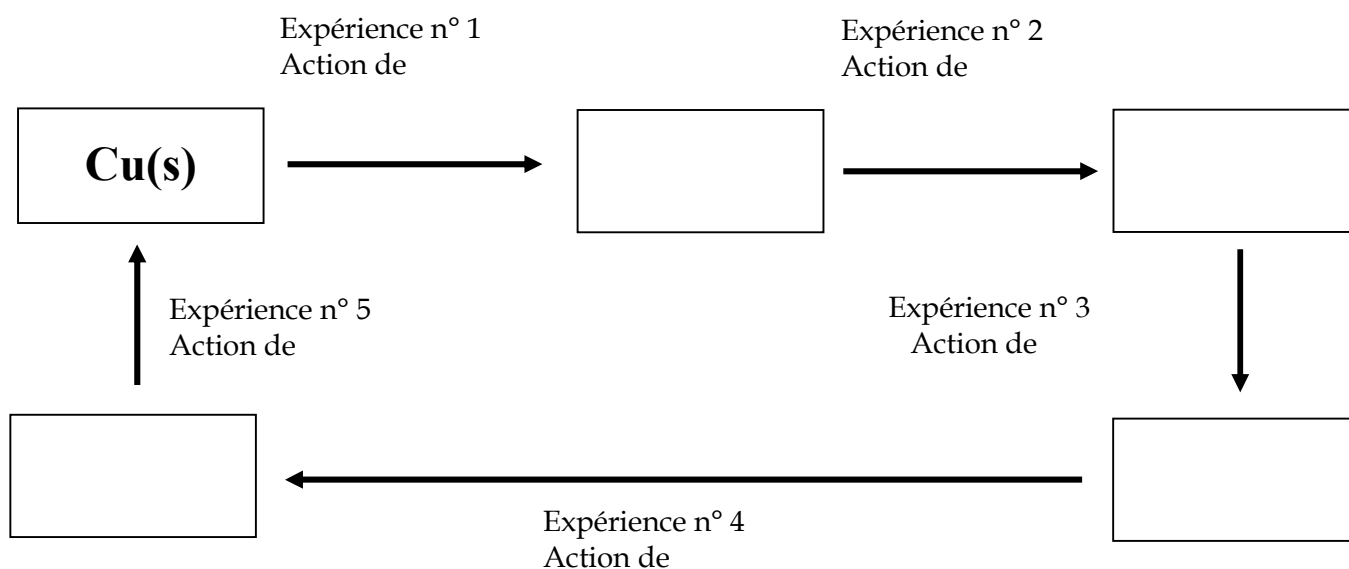 Expérience n° 1
Action de
Expérience n° 2
Action de
Cu(s)
Expérience n° 5
Action de
Expérience n° 3
Action de
Expérience n° 4
Action de